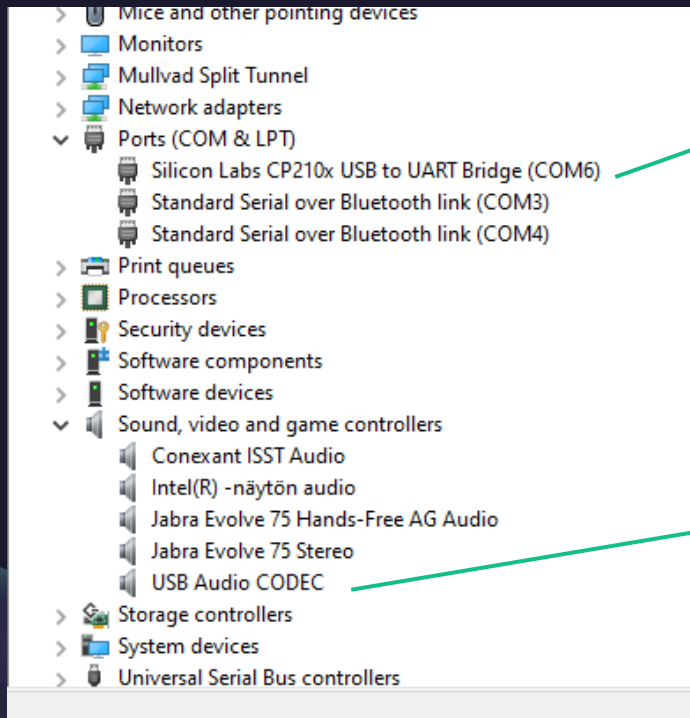 Mice and other pointing devices
Monitors
Mullvad Split Tunnel
Network adapters
Ports (COM & LPT)
Silicon Labs CP210x USB to UART Bridge (COM6)
Standard Serial over Bluetooth link (COM3)
Standard Serial over Bluetooth link (COM4)
Print queues
Processors
Security devices
Software components
Software devices
Sound, video and game controllers
Conexant ISST Audio
Intel(R) -näytön audio
Jabra Evolve 75 Hands-Free AG Audio
Jabra Evolve 75 Stereo
USB Audio CODEC
Storage controllers
System devices
Universal Serial Bus controllers